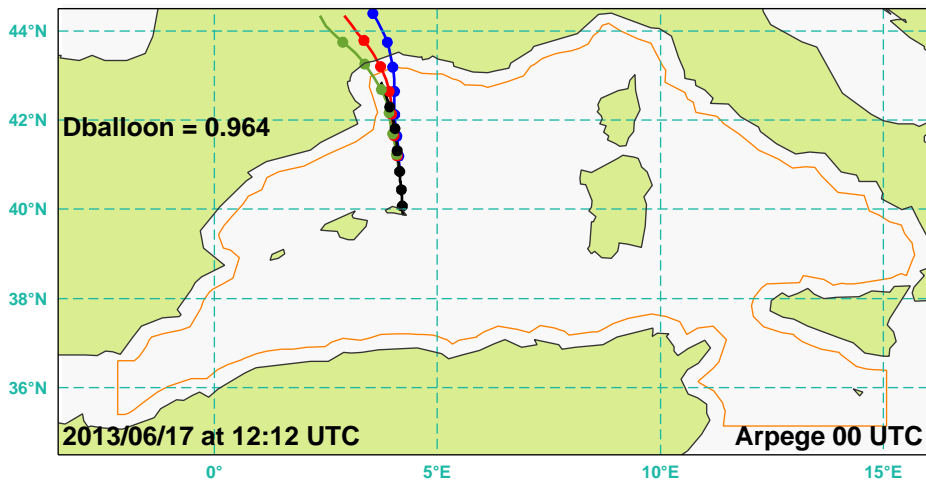 44°N
42°N
Dballoon = 0.964
40°N
38°N
36°N
2013/06/17 at 12:12 UTC
Arpege 00 UTC
0°
5°E
10°E
15°E